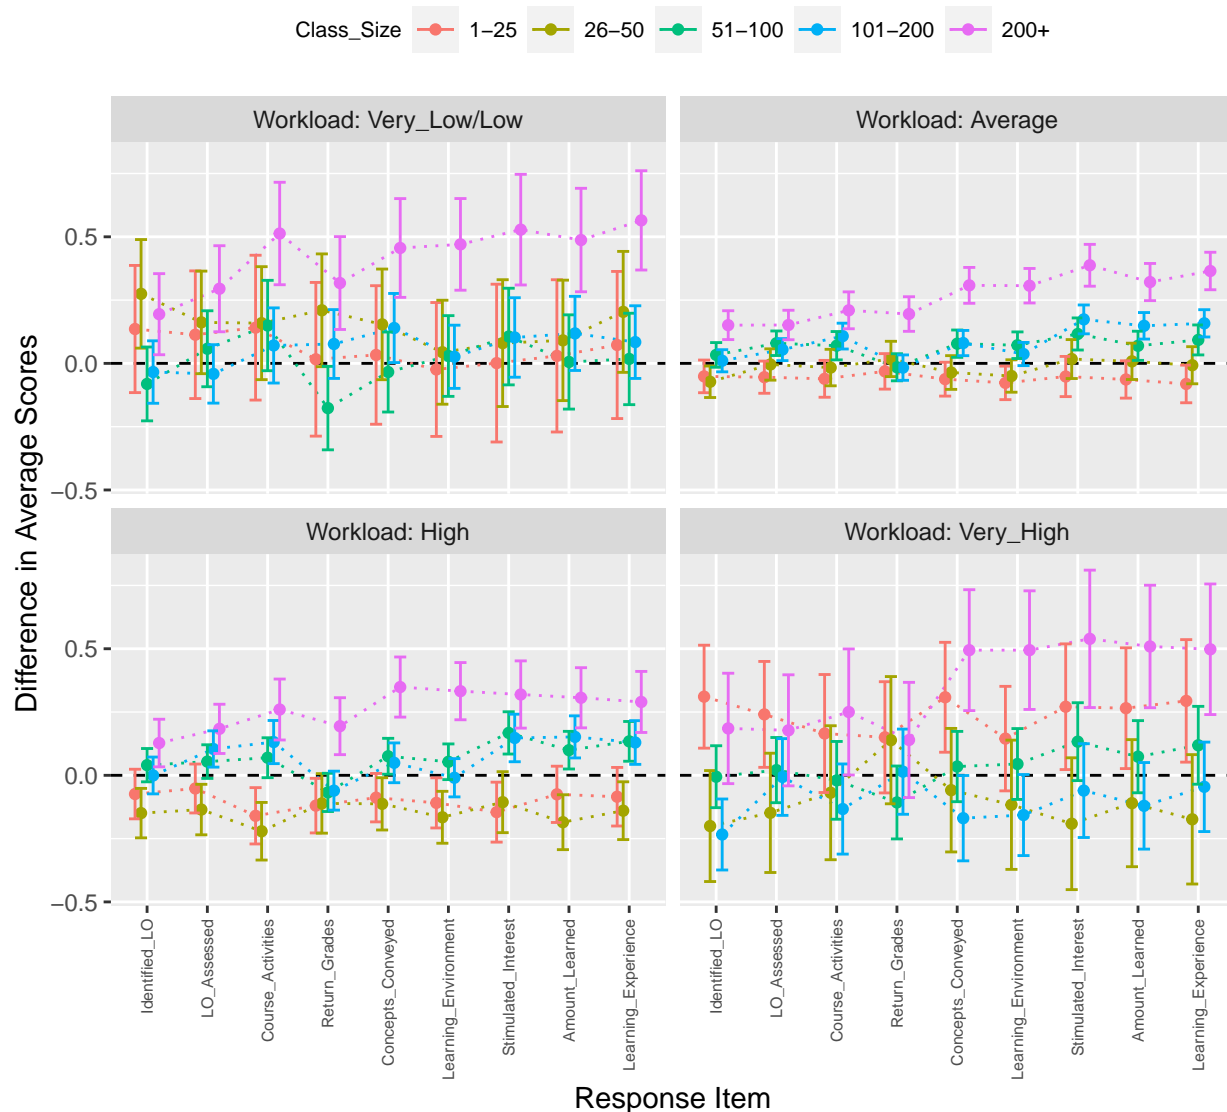 Class_Size 1−25 26−50 51−100 101−200 200+
Workload: Very_Low/Low
Workload: Average
0.5
0.0
−0.5
Workload: High
Workload: Very_High
0.5
0.0
−0.5
Difference in Average Scores
Identified_LO
LO_Assessed
Course_Activities
Return_Grades
Concepts_Conveyed
Learning_Environment
Stimulated_Interest
Amount_Learned
Learning_Experience
Identified_LO
LO_Assessed
Course_Activities
Return_Grades
Concepts_Conveyed
Learning_Environment
Stimulated_Interest
Amount_Learned
Learning_Experience
Response Item